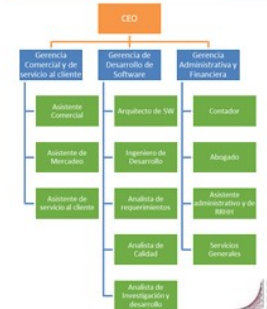 CEO
Gerencia
Comercial y de
servicio al cliente
Gerencia de
Desarrollo de
Software
Gerencia
Administrativa y
Financiera
Asistente
Comercial
Arquitecto de SW
Contador
Asistente de
Mercadeo
Ingeniero de
Desarrollo
Abogado
Asistente de
servicio al cliente
Analista de
requerimientos
Asistente
administrativo y de
RRHH
Analista de
Calidad
Servicios
Generales
Analista de
Investigación y
desarrollo